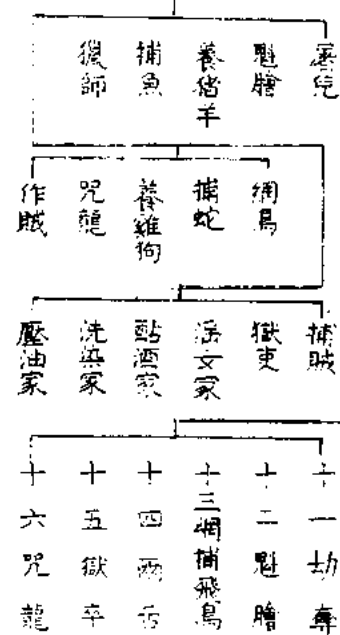 屠兒
魁膾
養猪羊
捕魚
獵師
網鳥
捕蛇
養雞狗
咒龍
作賊
捕賊
獄吏
婬女家
酤酒家
洗染家
壓油家
十一劫奪
十二魁膾
十三網捕飛鳥
十四兩舌
十五獄卒
十六咒龍